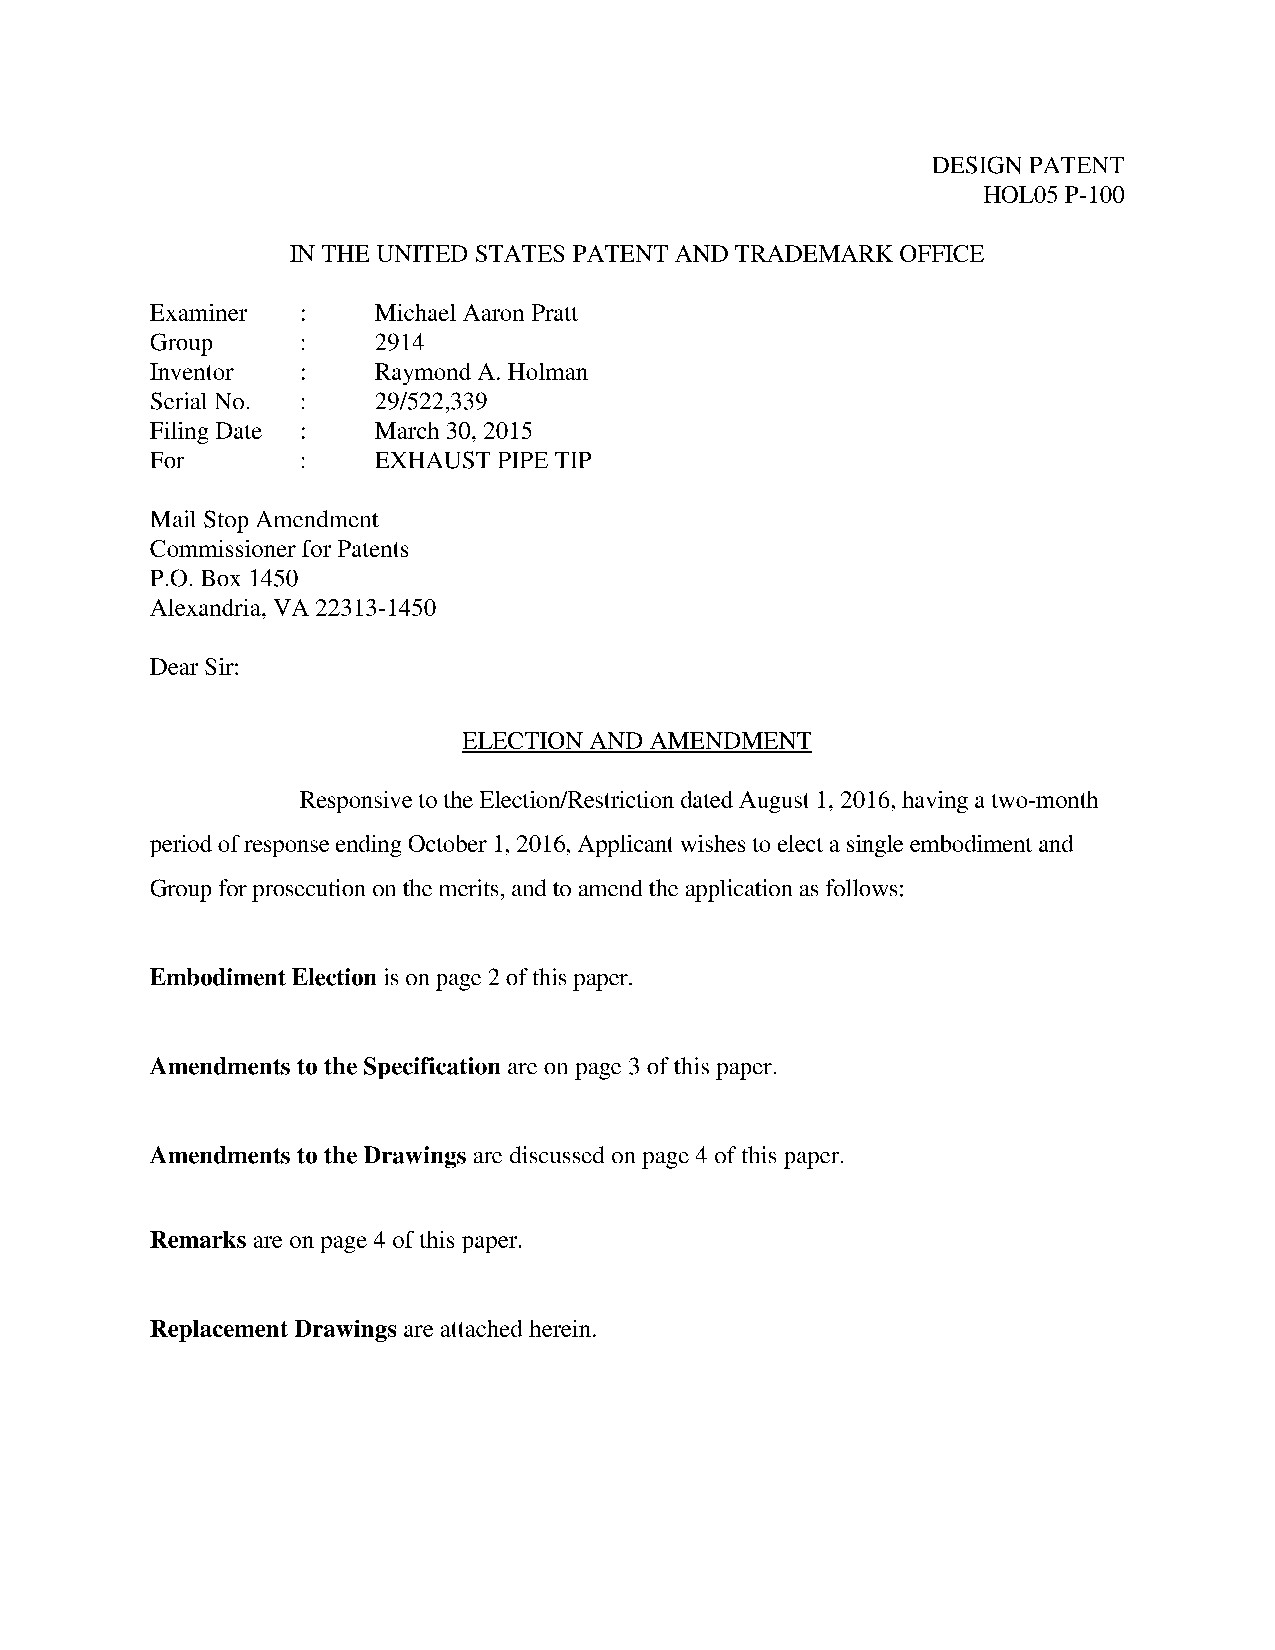 DESIGN PATENT
HOL05 P-100
IN THE UNITED STATES PATENT AND TRADEMARK OFFICE
Examiner : Michael Aaron Pratt
Group : 2914
Inventor : Raymond A. Holman
Serial No. : 29/522,339
Filing Date : March 30, 2015
For : EXHAUST PIPE TIP
Mail Stop Amendment
Commissioner for Patents
P.O. Box 1450
Alexandria, VA 22313-1450
Dear Sir:
ELECTION AND AMENDMENT
Responsive to the Election/Restriction dated August 1, 2016, having a two-month
period of response ending October 1, 2016, Applicant wishes to elect a single embodiment and
Group for prosecution on the merits, and to amend the application as follows:
Embodiment Election is on page 2 of this paper.
Amendments to the Specification are on page 3 of this paper.
Amendments to the Drawings are discussed on page 4 of this paper.
Remarks are on page 4 of this paper.
Replacement Drawings are attached herein.